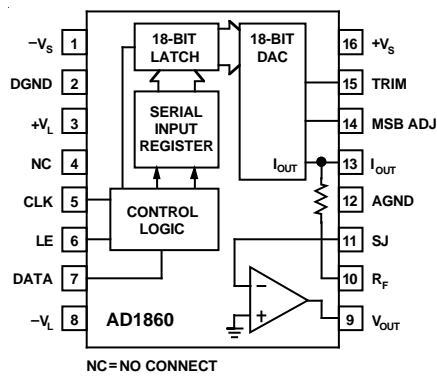 –VS 1
DGND 2
+VL 3
NC 4
CLK 5
LE 6
DATA 7
–VL 8
18-BIT
LATCH
SERIAL
INPUT
REGISTER
CONTROL
LOGIC
18-BIT
DAC
IOUT
–
+
AD1860
16 +VS
15 TRIM
14 MSB ADJ
13 IOUT
12 AGND
11 SJ
10 RF
9 VOUT
NC = NO CONNECT